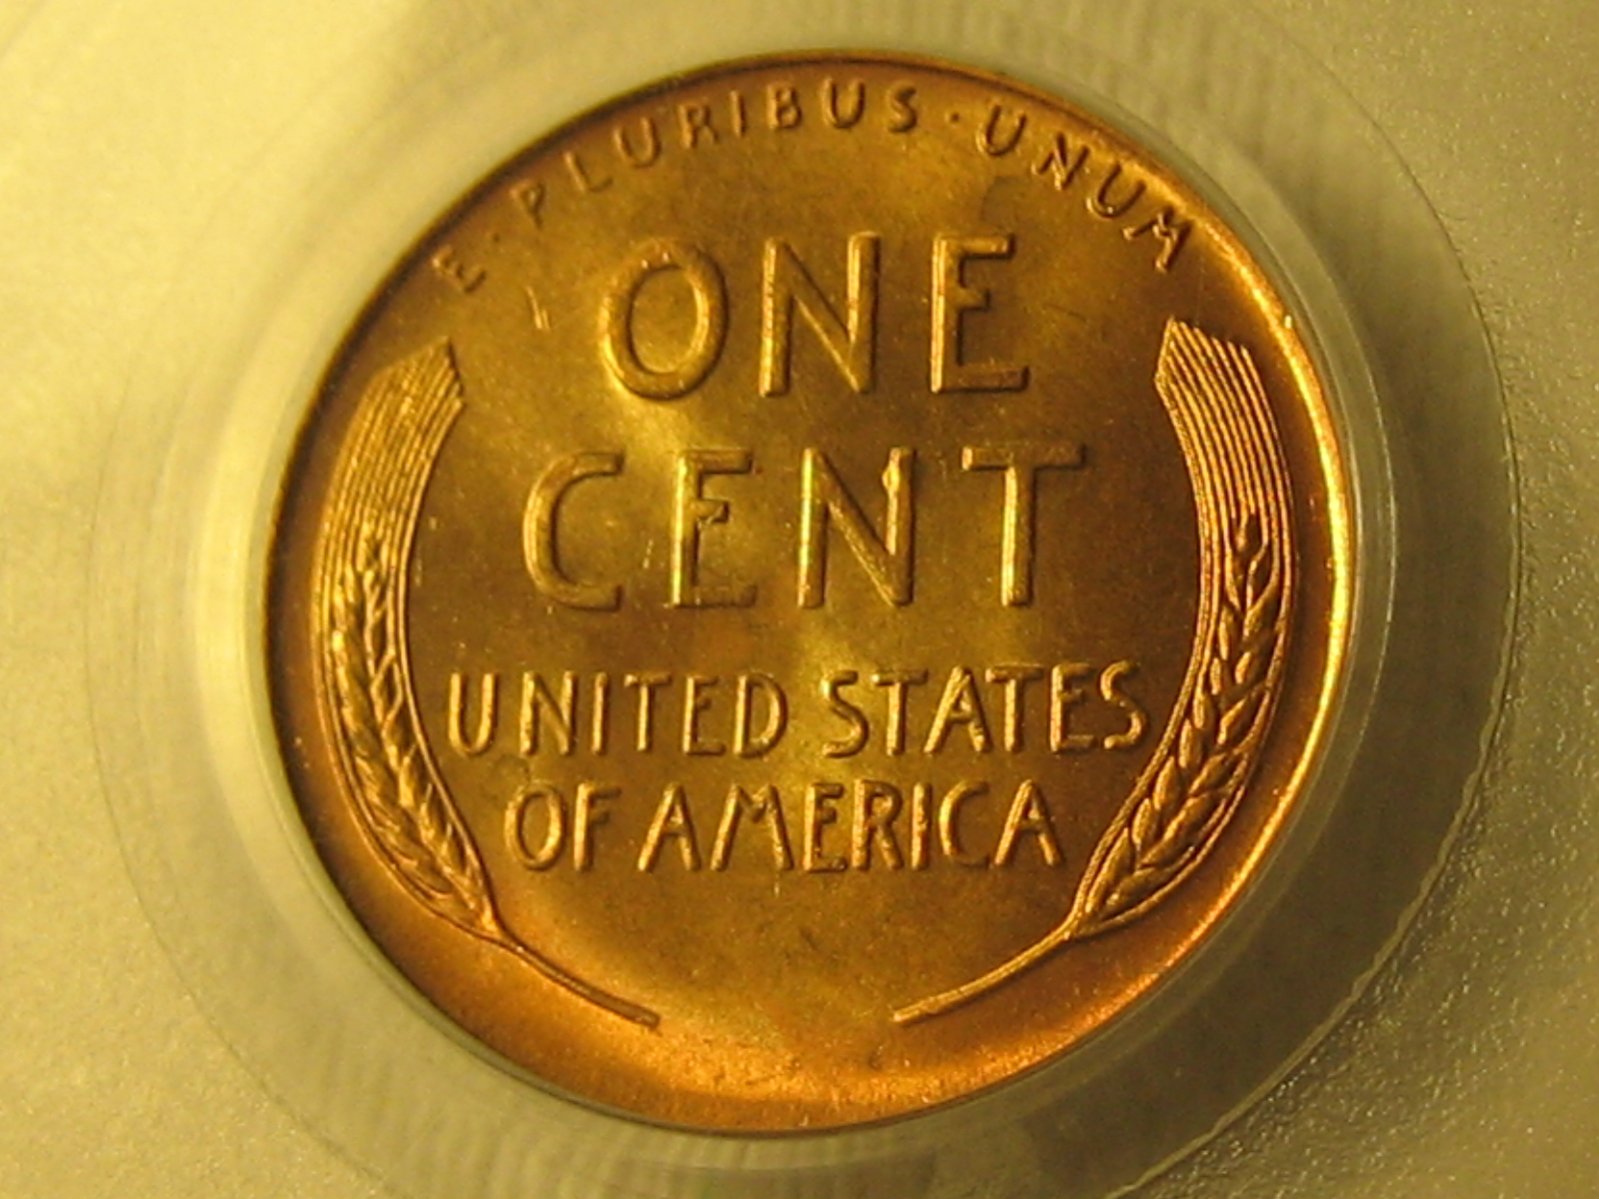 E · PLURIBUS · UNUM
ONE
CENT
UNITED STATES
OF AMERICA